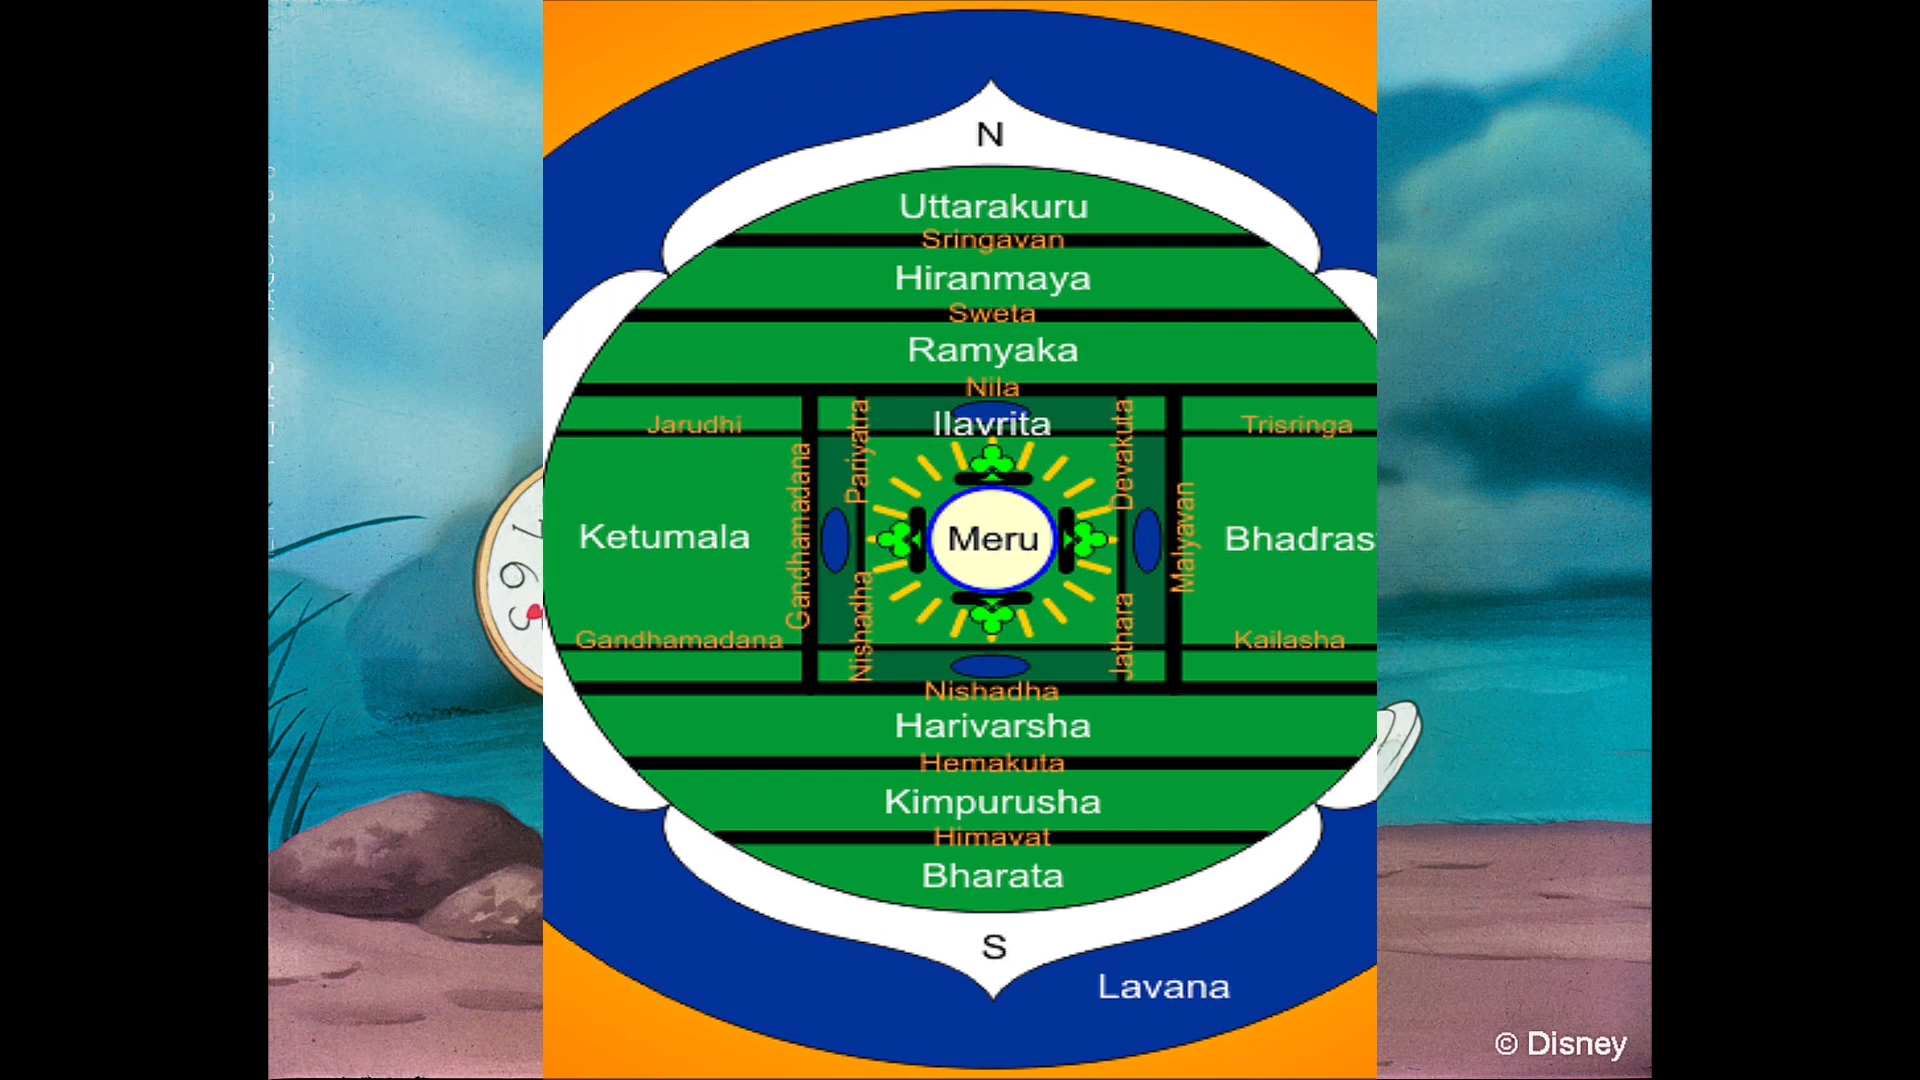 N
Uttarakuru
Sringavan
Hiranmaya
Sweta
Ramyaka
Nila
Jarudhi
Pariyatra
Ilavrita
Devakuta
Trisringa
Gandhamadana
Ketumala
Meru
Malyavan
Bhadras
Gandhamadana
Nishadha
Jathara
Kailasha
Nishadha
Harivarsha
Hemakuta
Kimpurusha
Himavat
Bharata
S
Lavana
© Disney